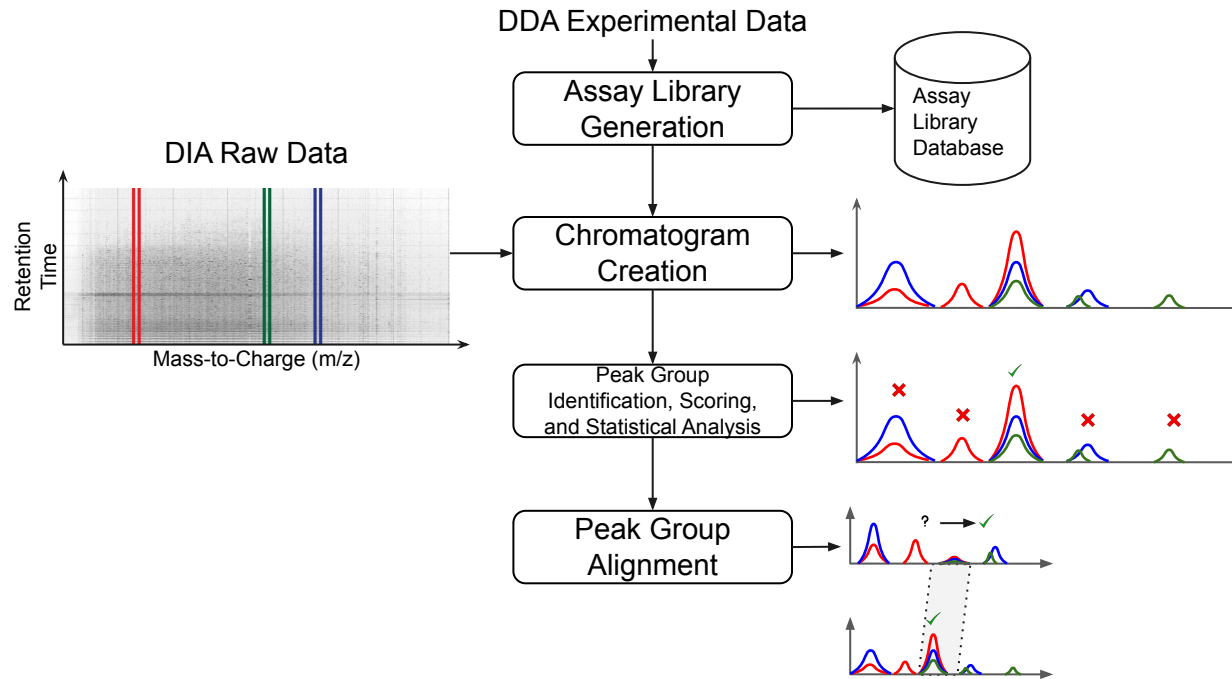 DDA Experimental Data
Assay Library
Generation
Assay
Library
Database
DIA Raw Data
Retention
Time
Mass-to-Charge (m/z)
Chromatogram
Creation
Peak Group
Identification, Scoring,
and Statistical Analysis
Peak Group
Alignment
?